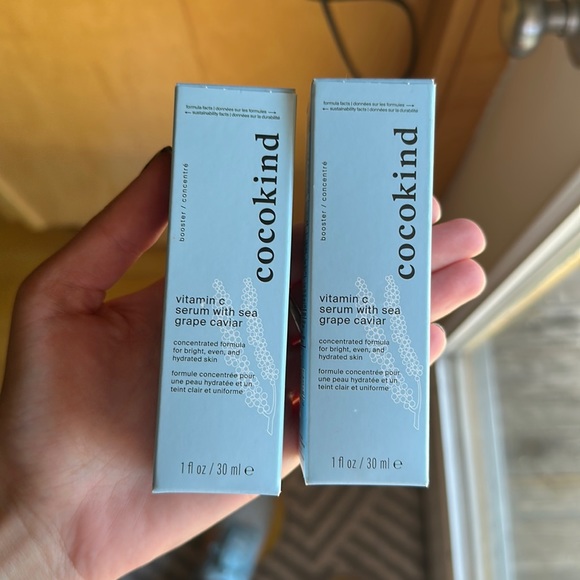 formula facts | données sur les formules →
← sustainability facts | données sur la durabilité
booster / concentré
cocokind
vitamin c
serum with sea
grape caviar
concentrated formula
for bright, even, and
hydrated skin
formule concentrée pour
une peau hydratée et un
teint clair et uniforme
1 fl oz / 30 ml ℮
formula facts | données sur les formules →
← sustainability facts | données sur la durabilité
booster / concentré
cocokind
vitamin c
serum with sea
grape caviar
concentrated formula
for bright, even, and
hydrated skin
formule concentrée pour
une peau hydratée et un
teint clair et uniforme
1 fl oz / 30 ml ℮